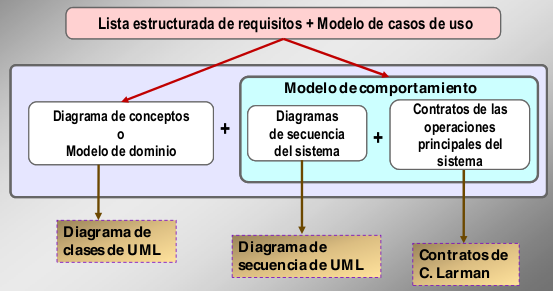 Lista estructurada de requisitos + Modelo de casos de uso
Modelo de comportamiento
Diagrama de conceptos
o
Modelo de dominio
+
Diagramas
de secuencia
del sistema
+
Contratos de las
operaciones
principales del
sistema
Diagrama de
clases de UML
Diagrama de
secuencia de UML
Contratos de
C. Larman